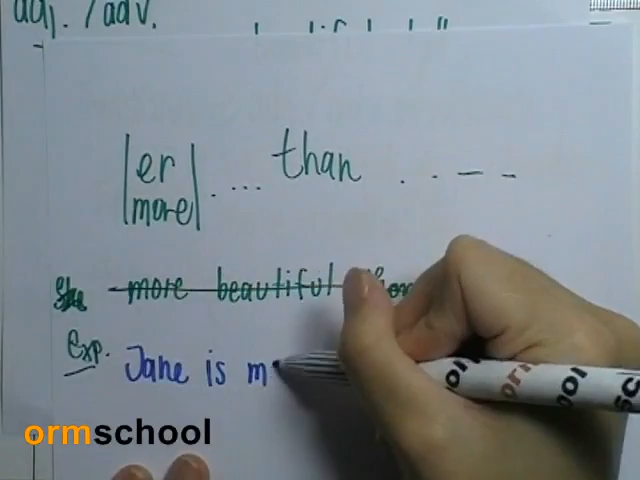 adj. / adv.
er
more .... than . . - -
more beautiful
Exp.
Jane is m
ormschool